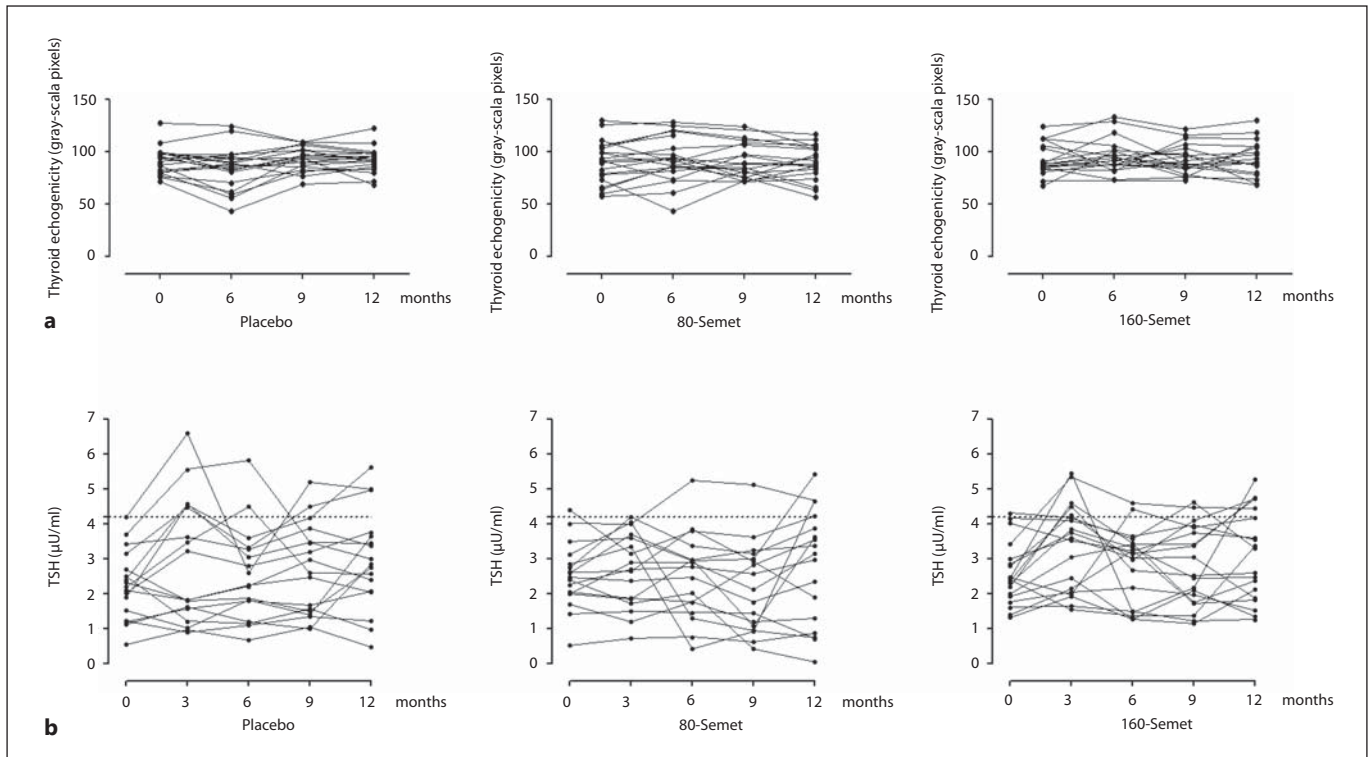 Thyroid echogenicity (gray-scala pixels)
150
100
50
0
0 6 9 12 months
Placebo
Thyroid echogenicity (gray-scala pixels)
150
100
50
0
0 6 9 12 months
80-Semet
Thyroid echogenicity (gray-scala pixels)
150
100
50
0
0 6 9 12 months
160-Semet
a
TSH (μU/ml)
7
6
5
4
3
2
1
0
0 3 6 9 12 months
Placebo
TSH (μU/ml)
7
6
5
4
3
2
1
0
0 3 6 9 12 months
80-Semet
TSH (μU/ml)
7
6
5
4
3
2
1
0
0 3 6 9 12 months
160-Semet
b